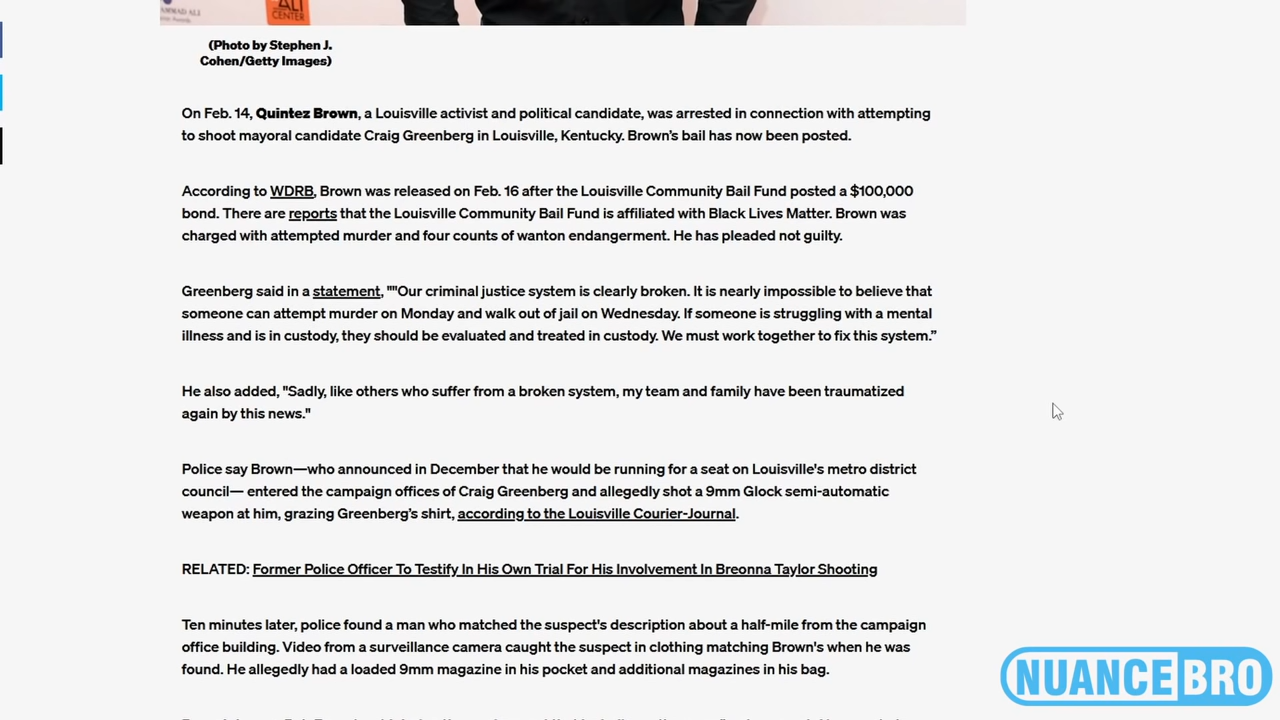 ALI
CENTER
(Photo by Stephen J.
Cohen/Getty Images)
On Feb. 14, Quintez Brown, a Louisville activist and political candidate, was arrested in connection with attempting
to shoot mayoral candidate Craig Greenberg in Louisville, Kentucky. Brown’s bail has now been posted.
According to WDRB, Brown was released on Feb. 16 after the Louisville Community Bail Fund posted a $100,000
bond. There are reports that the Louisville Community Bail Fund is affiliated with Black Lives Matter. Brown was
charged with attempted murder and four counts of wanton endangerment. He has pleaded not guilty.
Greenberg said in a statement, ""Our criminal justice system is clearly broken. It is nearly impossible to believe that
someone can attempt murder on Monday and walk out of jail on Wednesday. If someone is struggling with a mental
illness and is in custody, they should be evaluated and treated in custody. We must work together to fix this system.”
He also added, "Sadly, like others who suffer from a broken system, my team and family have been traumatized
again by this news."
Police say Brown—who announced in December that he would be running for a seat on Louisville's metro district
council— entered the campaign offices of Craig Greenberg and allegedly shot a 9mm Glock semi-automatic
weapon at him, grazing Greenberg’s shirt, according to the Louisville Courier-Journal.
RELATED: Former Police Officer To Testify In His Own Trial For His Involvement In Breonna Taylor Shooting
Ten minutes later, police found a man who matched the suspect's description about a half-mile from the campaign
office building. Video from a surveillance camera caught the suspect in clothing matching Brown's when he was
found. He allegedly had a loaded 9mm magazine in his pocket and additional magazines in his bag.
NUANCEBRO